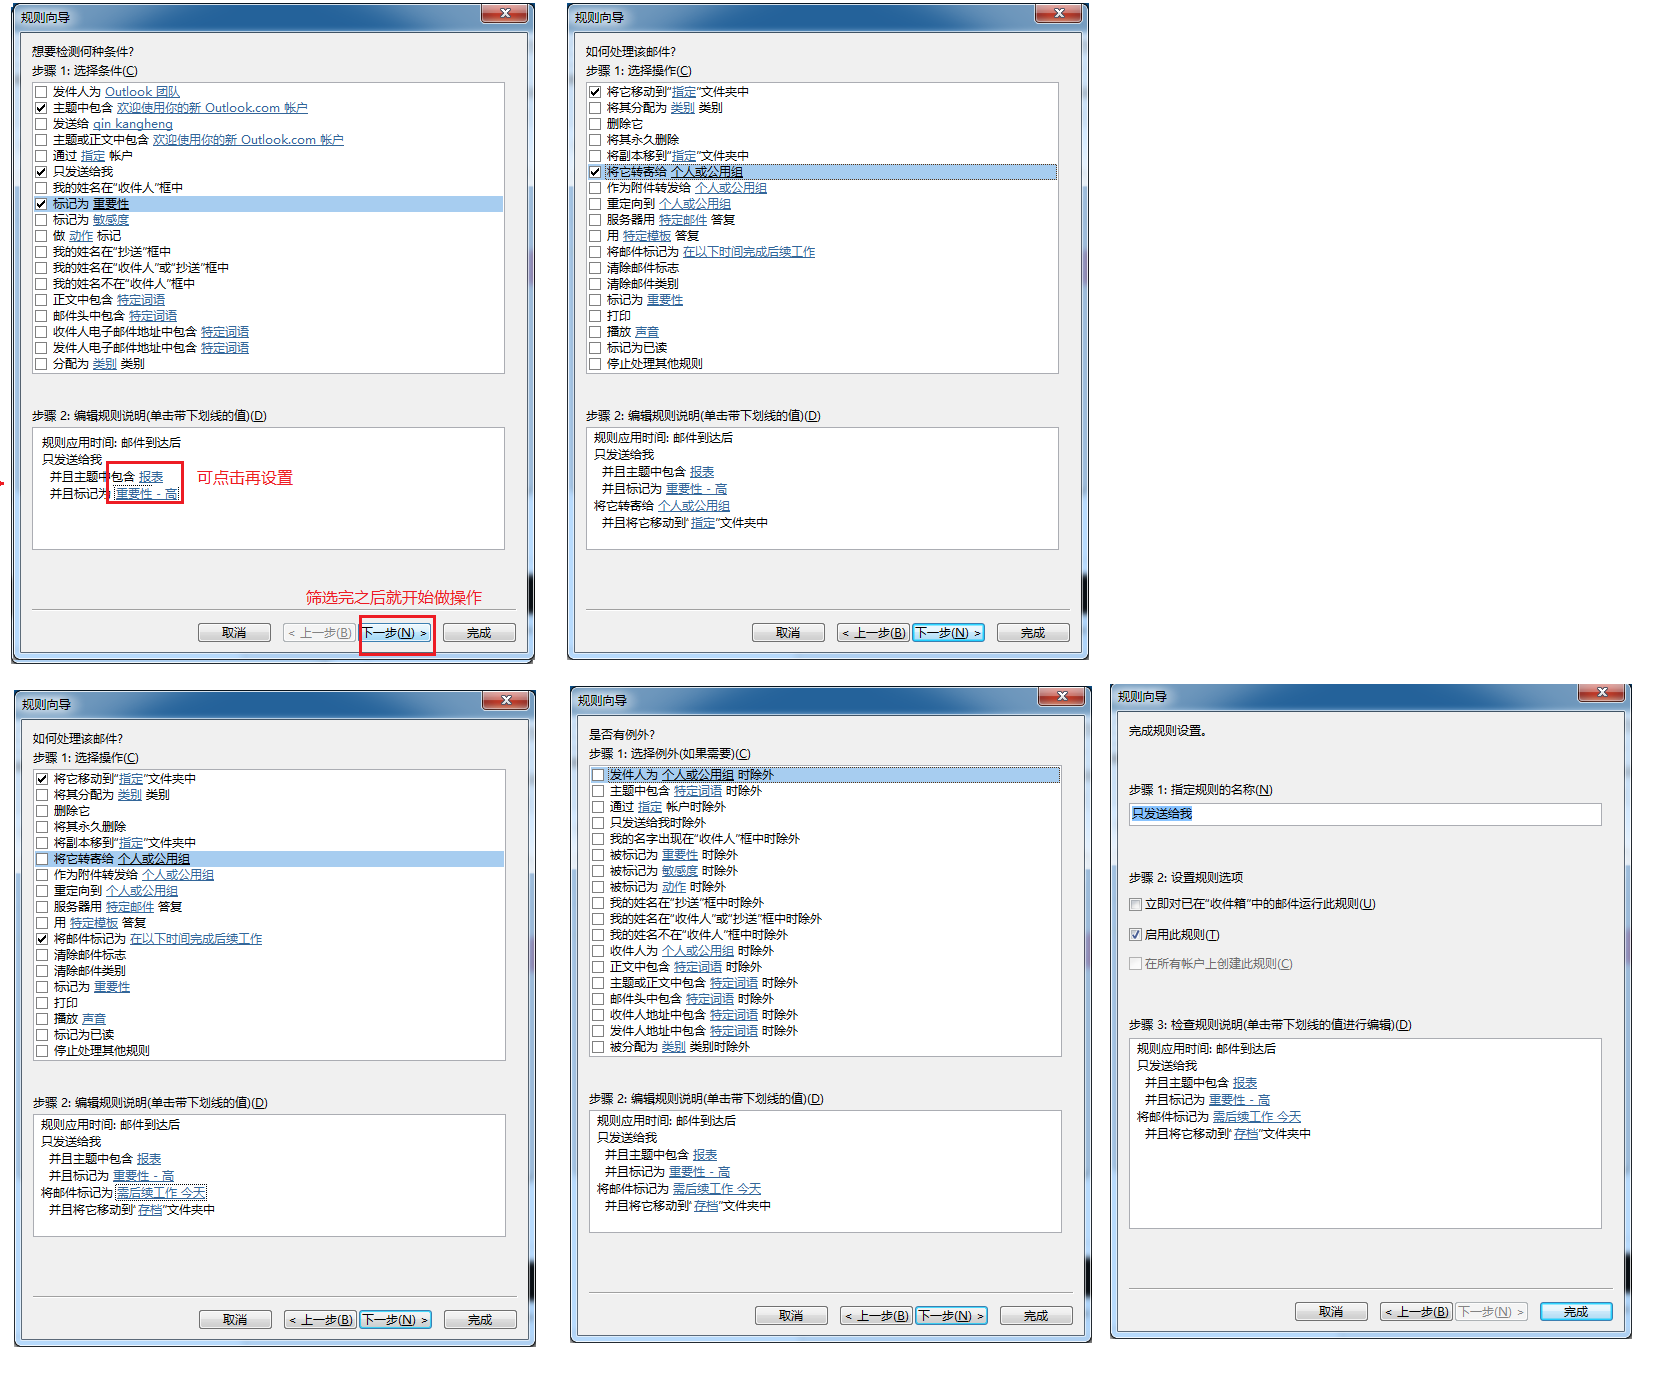 规则向导
想要检测何种条件?
步骤 1: 选择条件(C)
发件人为 Outlook 团队
主题中包含 欢迎使用你的新 Outlook.com 帐户
发送给 qin kangheng
主题或正文中包含 欢迎使用你的新 Outlook.com 帐户
通过 指定 帐户
只发送给我
我的姓名在“收件人”框中
标记为 重要性
标记为 敏感度
做 动作 标记
我的姓名在“抄送”框中
我的姓名在“收件人”或“抄送”框中
我的姓名不在“收件人”框中
正文中包含 特定词语
邮件头中包含 特定词语
收件人电子邮件地址中包含 特定词语
发件人电子邮件地址中包含 特定词语
分配为 类别 类别
步骤 2: 编辑规则说明(单击带下划线的值)(D)
规则应用时间: 邮件到达后
只发送给我
并且主题中包含 报表
可点击再设置
并且标记为 重要性 - 高
筛选完之后就开始做操作
取消
< 上一步(B)
下一步(N) >
完成
规则向导
如何处理该邮件?
步骤 1: 选择操作(C)
将它移动到“指定”文件夹中
将其分配为 类别 类别
删除它
将其永久删除
将副本移到“指定”文件夹中
将它转寄给 个人或公用组
作为附件转发给 个人或公用组
重定向到 个人或公用组
服务器用 特定邮件 答复
用 特定模板 答复
将邮件标记为 在以下时间完成后续工作
清除邮件标志
清除邮件类别
标记为 重要性
打印
播放 声音
标记为已读
停止处理其他规则
步骤 2: 编辑规则说明(单击带下划线的值)(D)
规则应用时间: 邮件到达后
只发送给我
并且主题中包含 报表
并且标记为 重要性 - 高
将它转寄给 个人或公用组
并且将它移动到“指定”文件夹中
取消
< 上一步(B)
下一步(N) >
完成
规则向导
如何处理该邮件?
步骤 1: 选择操作(C)
将它移动到“指定”文件夹中
将其分配为 类别 类别
删除它
将其永久删除
将副本移到“指定”文件夹中
将它转寄给 个人或公用组
作为附件转发给 个人或公用组
重定向到 个人或公用组
服务器用 特定邮件 答复
用 特定模板 答复
将邮件标记为 在以下时间完成后续工作
清除邮件标志
清除邮件类别
标记为 重要性
打印
播放 声音
标记为已读
停止处理其他规则
步骤 2: 编辑规则说明(单击带下划线的值)(D)
规则应用时间: 邮件到达后
只发送给我
并且主题中包含 报表
并且标记为 重要性 - 高
将邮件标记为 需后续工作 今天
并且将它移动到“存档”文件夹中
取消
< 上一步(B)
下一步(N) >
完成
规则向导
是否有例外?
步骤 1: 选择例外(如果需要)(C)
发件人为 个人或公用组 时除外
主题中包含 特定词语 时除外
通过 指定 帐户时除外
只发送给我时除外
我的名字出现在“收件人”框中时除外
被标记为 重要性 时除外
被标记为 敏感度 时除外
被标记为 动作 时除外
我的姓名在“抄送”框中时除外
我的姓名在“收件人”或“抄送”框中时除外
我的姓名不在“收件人”框中时除外
收件人为 个人或公用组 时除外
正文中包含 特定词语 时除外
主题或正文中包含 特定词语 时除外
邮件头中包含 特定词语 时除外
收件人地址中包含 特定词语 时除外
发件人地址中包含 特定词语 时除外
被分配为 类别 类别时除外
步骤 2: 编辑规则说明(单击带下划线的值)(D)
规则应用时间: 邮件到达后
只发送给我
并且主题中包含 报表
并且标记为 重要性 - 高
将邮件标记为 需后续工作 今天
并且将它移动到“存档”文件夹中
取消
< 上一步(B)
下一步(N) >
完成
规则向导
完成规则设置。
步骤 1: 指定规则的名称(N)
只发送给我
步骤 2: 设置规则选项
立即对已在“收件箱”中的邮件运行此规则(U)
启用此规则(T)
在所有帐户上创建此规则(C)
步骤 3: 检查规则说明(单击带下划线的值进行编辑)(D)
规则应用时间: 邮件到达后
只发送给我
并且主题中包含 报表
并且标记为 重要性 - 高
将邮件标记为 需后续工作 今天
并且将它移动到“存档”文件夹中
取消
< 上一步(B)
下一步(N) >
完成